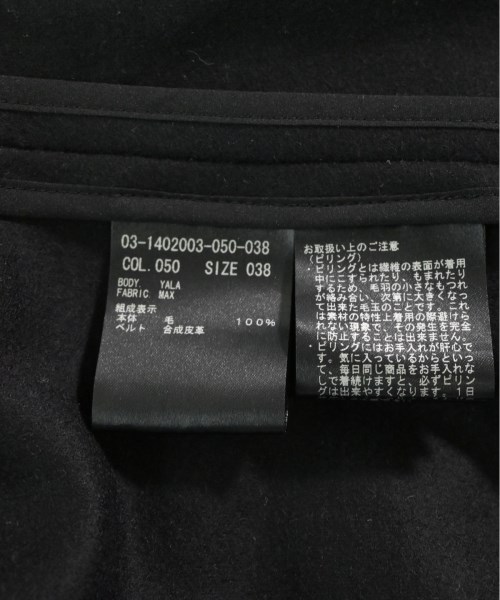 03-1402003-050-038
COL.050 SIZE 038
BODY YALA
FABRIC MAX
組成表示
本体 毛 100%
ベルト 合成皮革
お取扱い上のご注意
(ピリング)
・ピリングとは繊維の表面が着用
中にこすられたり、もまれたり
するため、毛羽の小さなもつれ
が絡み合い、次第に大きくなっ
て出来た毛玉のことです。これ
は素材の特性上着用の際避けら
れない現象で、その発生を完全
に防止することは出来ません。
・ピリングにはお手入れが肝心で
す。気に入っているからといっ
て、毎日同じ商品をお手入れな
しで着続けますと、必ずピリン
グは出来やすくなります。1日